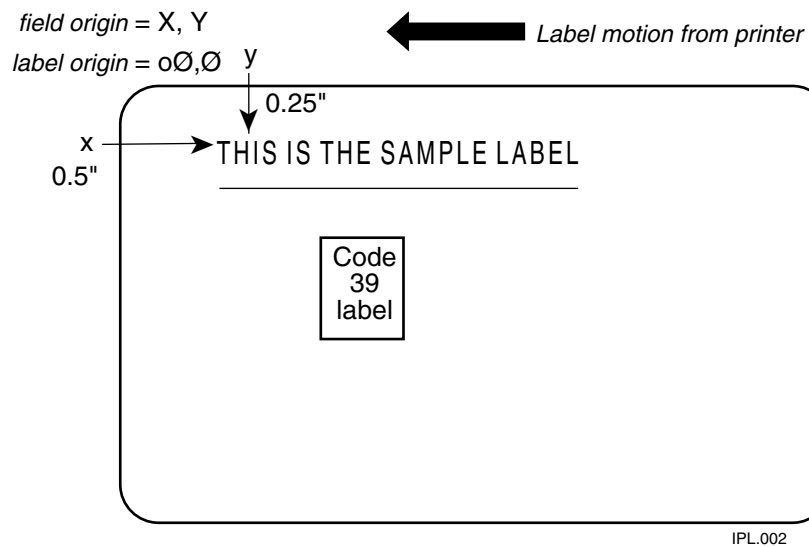 field origin = X, Y
Label motion from printer
label origin = oØ,Ø
y
0.25"
x
THIS IS THE SAMPLE LABEL
0.5"
Code
39
label
IPL.002